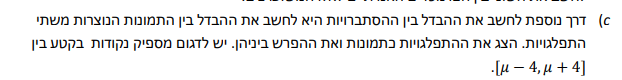 c) דרך נוספת לחשב את ההבדל בין ההסתברויות היא לחשב את ההבדל בין התמונות הנוצרות משתי
התפלגויות. הצג את ההתפלגויות כתמונות ואת ההפרש ביניהן. יש לדגום מספיק נקודות בקטע בין
[μ − 4, μ + 4].